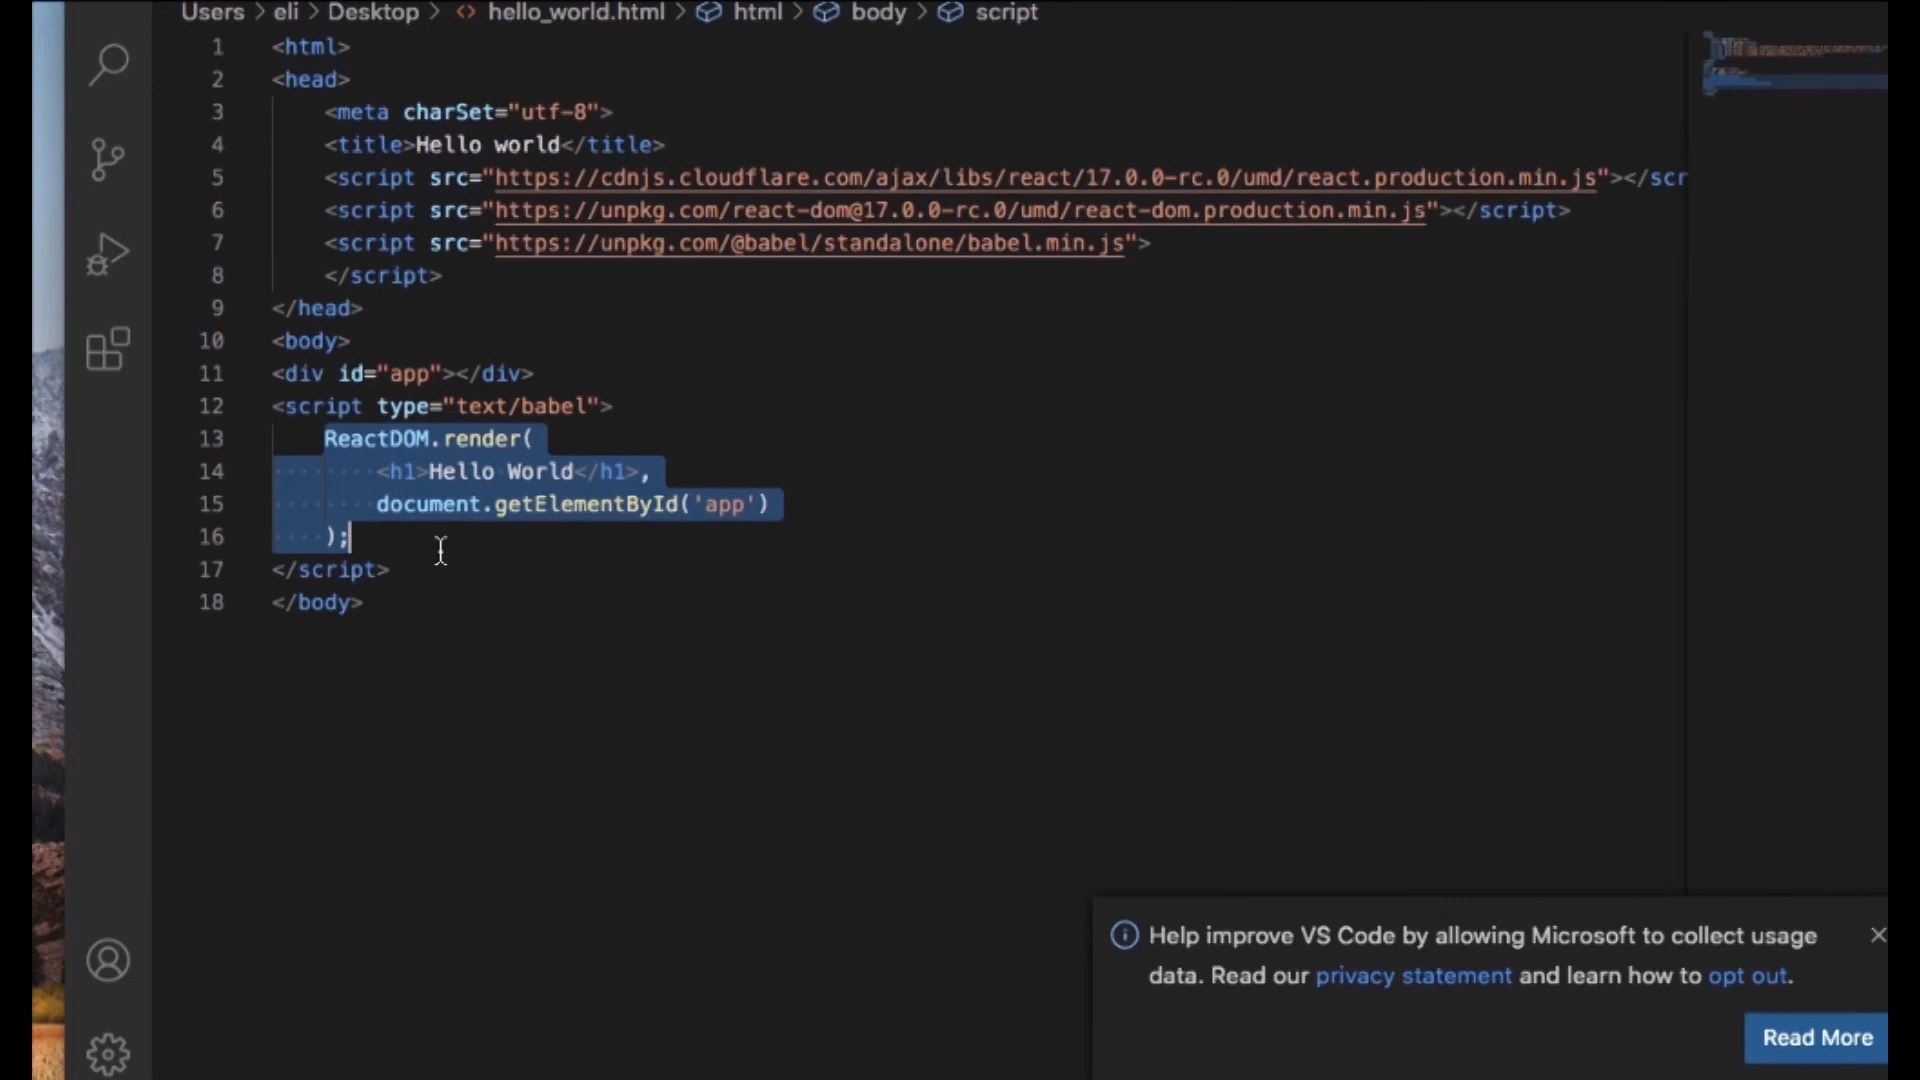 Users > eli > Desktop > <> hello_world.html > html > body > script
1 <html>
2 <head>
3 <meta charSet="utf-8">
4 <title>Hello world</title>
5 <script src="https://cdnjs.cloudflare.com/ajax/libs/react/17.0.0-rc.0/umd/react.production.min.js"></scr
6 <script src="https://unpkg.com/react-dom@17.0.0-rc.0/umd/react-dom.production.min.js"></script>
7 <script src="https://unpkg.com/@babel/standalone/babel.min.js">
8 </script>
9 </head>
10 <body>
11 <div id="app"></div>
12 <script type="text/babel">
13 ReactDOM.render(
14 <h1>Hello World</h1>,
15 document.getElementById('app')
16 );
17 </script>
18 </body>
Help improve VS Code by allowing Microsoft to collect usage
data. Read our privacy statement and learn how to opt out.
Read More